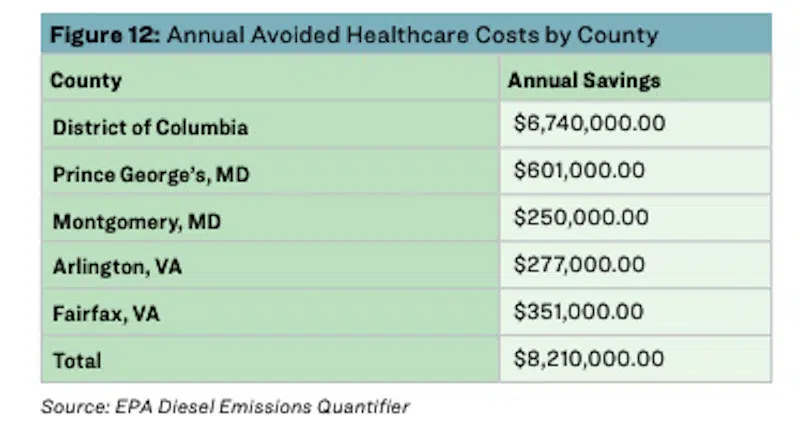 Figure 12: Annual Avoided Healthcare Costs by County
County Annual Savings
District of Columbia $6,740,000.00
Prince George's, MD $601,000.00
Montgomery, MD $250,000.00
Arlington, VA $277,000.00
Fairfax, VA $351,000.00
Total $8,210,000.00
Source: EPA Diesel Emissions Quantifier